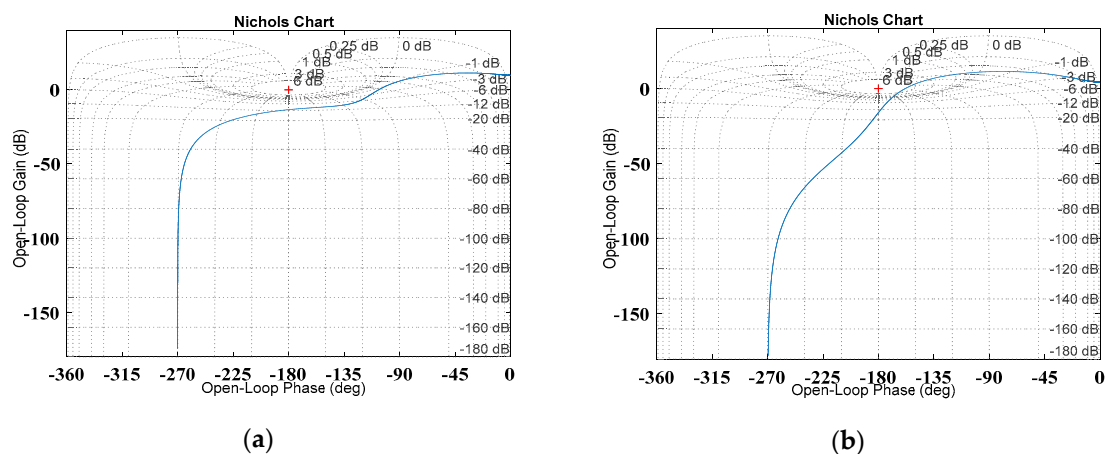 Nichols Chart
0.25 dB
0 dB
0.5 dB
1 dB
-1 dB
3 dB
-3 dB
6 dB
-6 dB
-12 dB
-20 dB
-40 dB
-60 dB
-80 dB
-100 dB
-120 dB
-140 dB
-160 dB
-180 dB
0
-50
-100
-150
Open-Loop Gain (dB)
-360 -315 -270 -225 -180 -135 -90 -45 0
Open-Loop Phase (deg)
(a)
Nichols Chart
0.25 dB
0 dB
0.5 dB
1 dB
-1 dB
3 dB
-3 dB
6 dB
-6 dB
-12 dB
-20 dB
-40 dB
-60 dB
-80 dB
-100 dB
-120 dB
-140 dB
-160 dB
-180 dB
0
-50
-100
-150
Open-Loop Gain (dB)
-360 -315 -270 -225 -180 -135 -90 -45 0
Open-Loop Phase (deg)
(b)